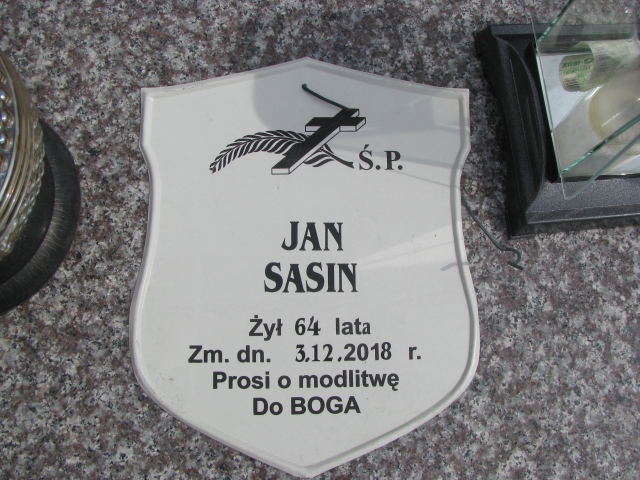 Ś.P.
JAN
SASIN
Żył 64 lata
Zm. dn. 3.12.2018 r.
Prosi o modlitwę
Do BOGA